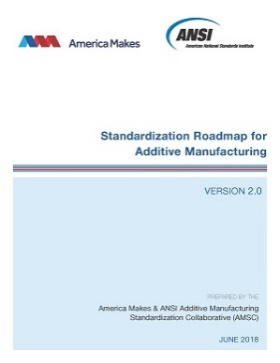 America Makes
ANSI
American National Standards Institute
Standardization Roadmap for
Additive Manufacturing
VERSION 2.0
PREPARED BY THE
America Makes & ANSI Additive Manufacturing
Standardization Collaborative (AMSC)
JUNE 2018